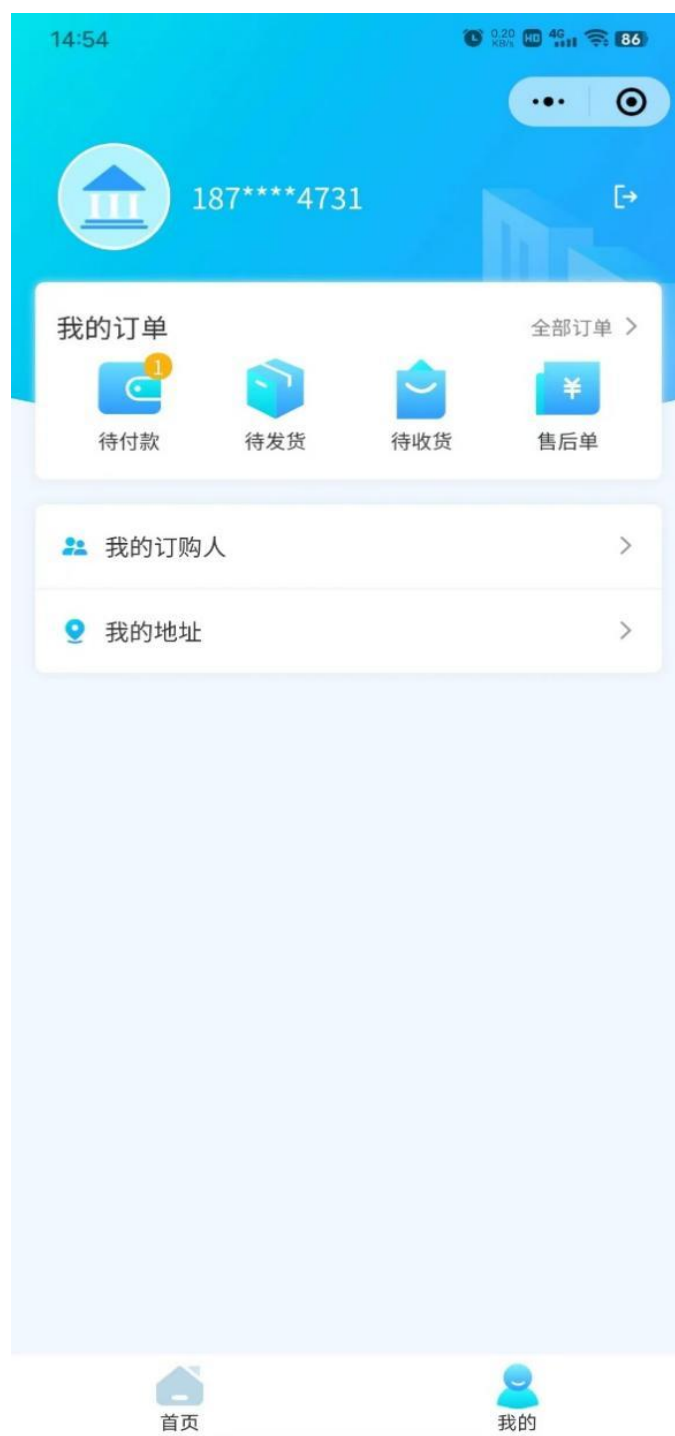 14:54
0.20 KB/s HD 4G 86
187****4731
我的订单
全部订单
1
¥
待付款 待发货 待收货 售后单
我的订购人
我的地址
首页 我的